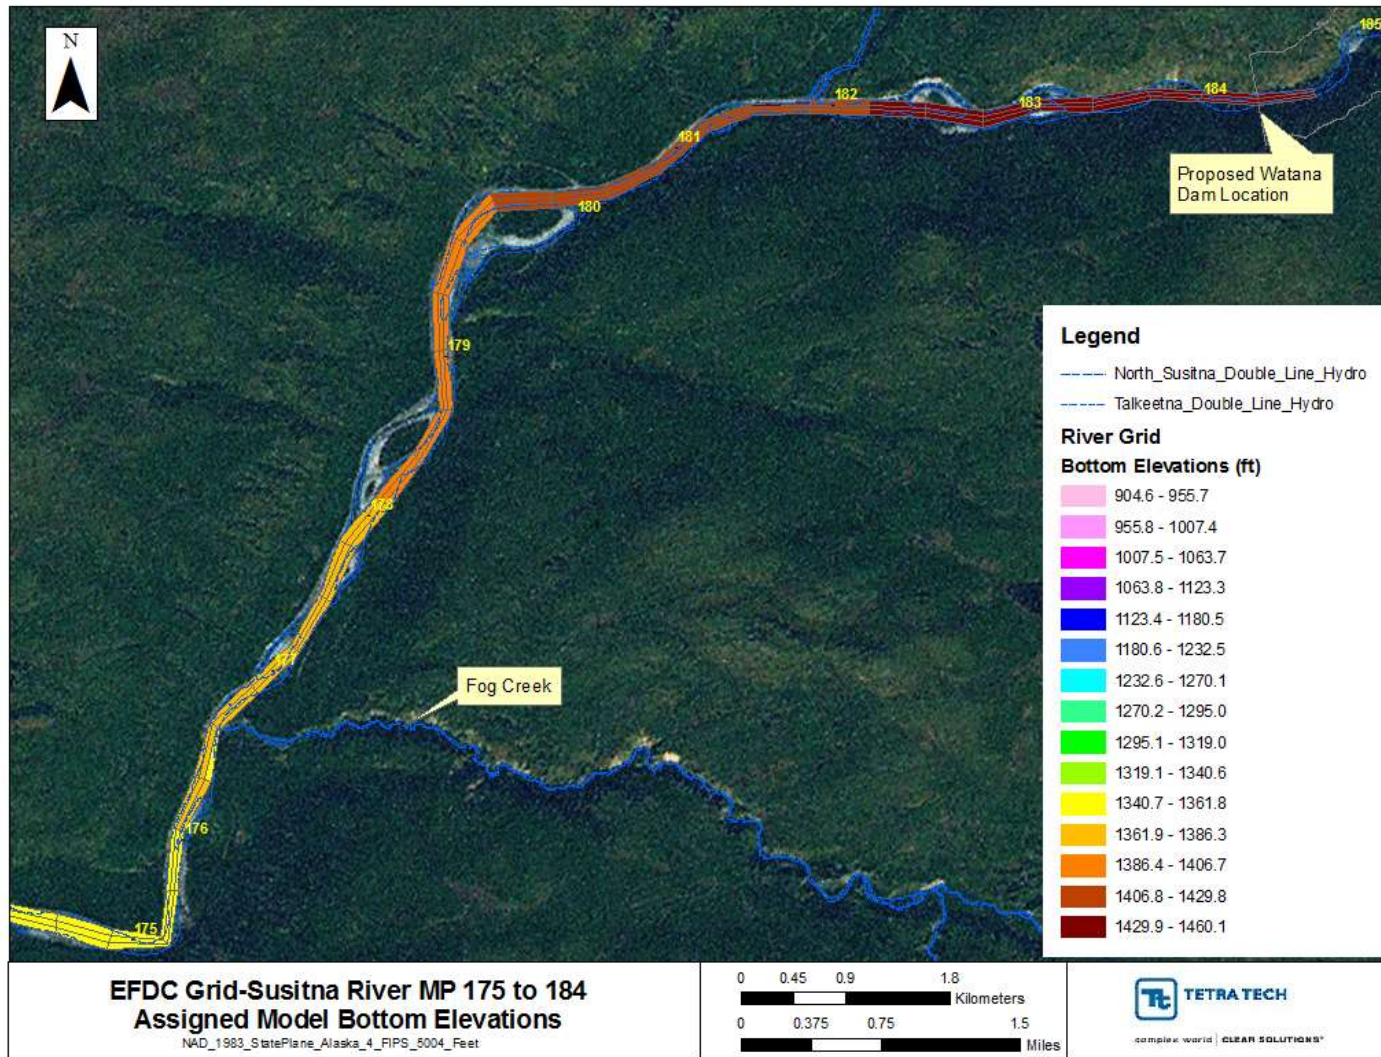 N
185
184
183
182
181
180
Proposed Watana
Dam Location
179
178
177
Fog Creek
176
175
Legend
North_Susitna_Double_Line_Hydro
Talkeetna_Double_Line_Hydro
River Grid
Bottom Elevations (ft)
904.6 - 955.7
955.8 - 1007.4
1007.5 - 1063.7
1063.8 - 1123.3
1123.4 - 1180.5
1180.6 - 1232.5
1232.6 - 1270.1
1270.2 - 1295.0
1295.1 - 1319.0
1319.1 - 1340.6
1340.7 - 1361.8
1361.9 - 1386.3
1386.4 - 1406.7
1406.8 - 1429.8
1429.9 - 1460.1
EFDC Grid-Susitna River MP 175 to 184
Assigned Model Bottom Elevations
NAD_1983_StatePlane_Alaska_4_FIPS_5004_Feet
0 0.45 0.9 1.8
Kilometers
0 0.375 0.75 1.5
Miles
Tt TETRA TECH
complex world | CLEAR SOLUTIONS™